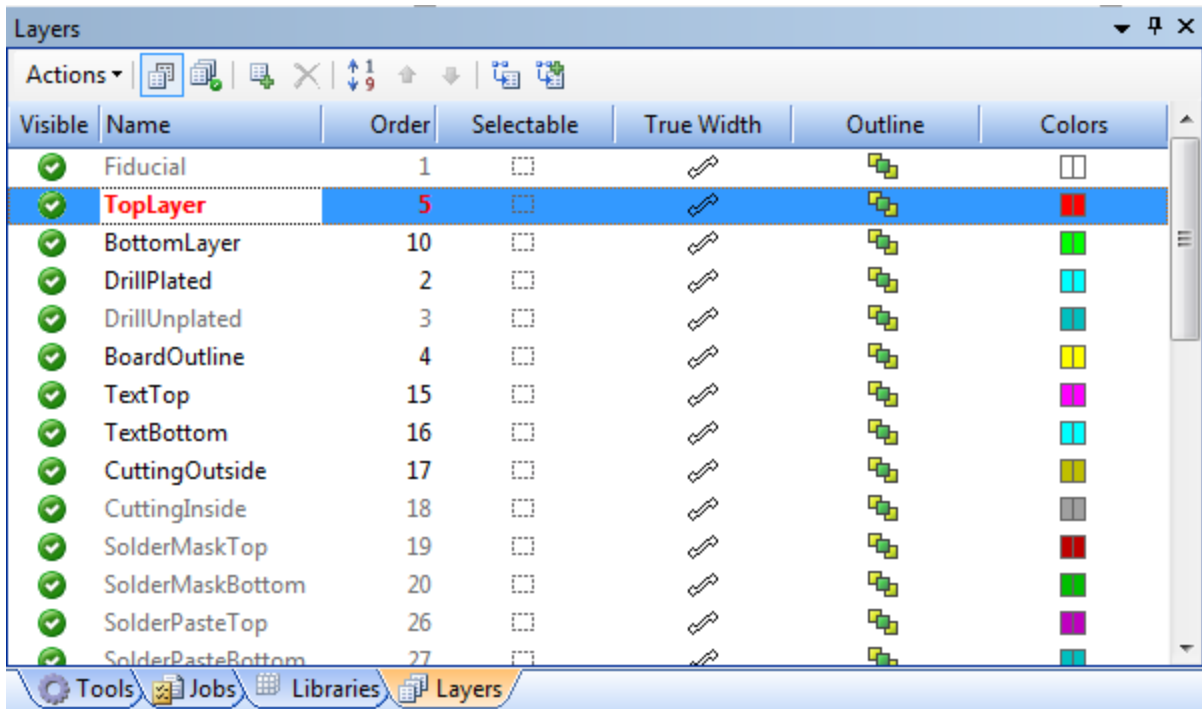 Layers
Actions
Visible Name Order Selectable True Width Outline Colors
Fiducial 1
TopLayer 5
BottomLayer 10
DrillPlated 2
DrillUnplated 3
BoardOutline 4
TextTop 15
TextBottom 16
CuttingOutside 17
CuttingInside 18
SolderMaskTop 19
SolderMaskBottom 20
SolderPasteTop 26
SolderPasteBottom 27
Tools Jobs Libraries Layers